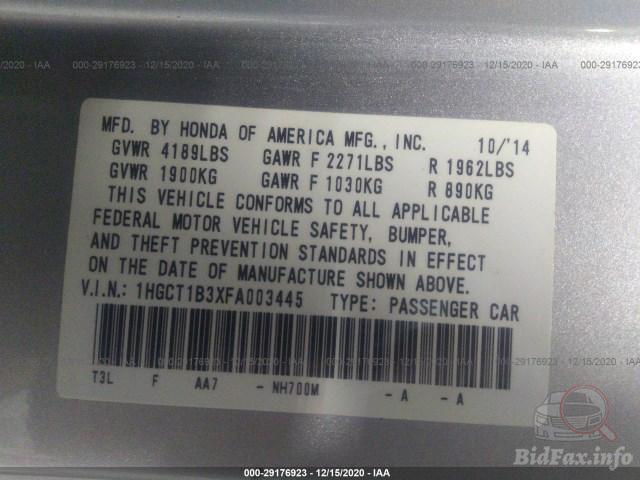 000-29176923 - 12/15/2020 - IAA
MFD. BY HONDA OF AMERICA MFG., INC. 10/'14
GVWR 4189LBS GAWR F 2271LBS R 1962LBS
GVWR 1900KG GAWR F 1030KG R 890KG
THIS VEHICLE CONFORMS TO ALL APPLICABLE
FEDERAL MOTOR VEHICLE SAFETY, BUMPER,
AND THEFT PREVENTION STANDARDS IN EFFECT
ON THE DATE OF MANUFACTURE SHOWN ABOVE.
V.I.N.: 1HGCT1B3XFA003445 TYPE: PASSENGER CAR
T3L F AA7 - NH700M - A - A
BidFax.info
000-29176923 - 12/15/2020 - IAA